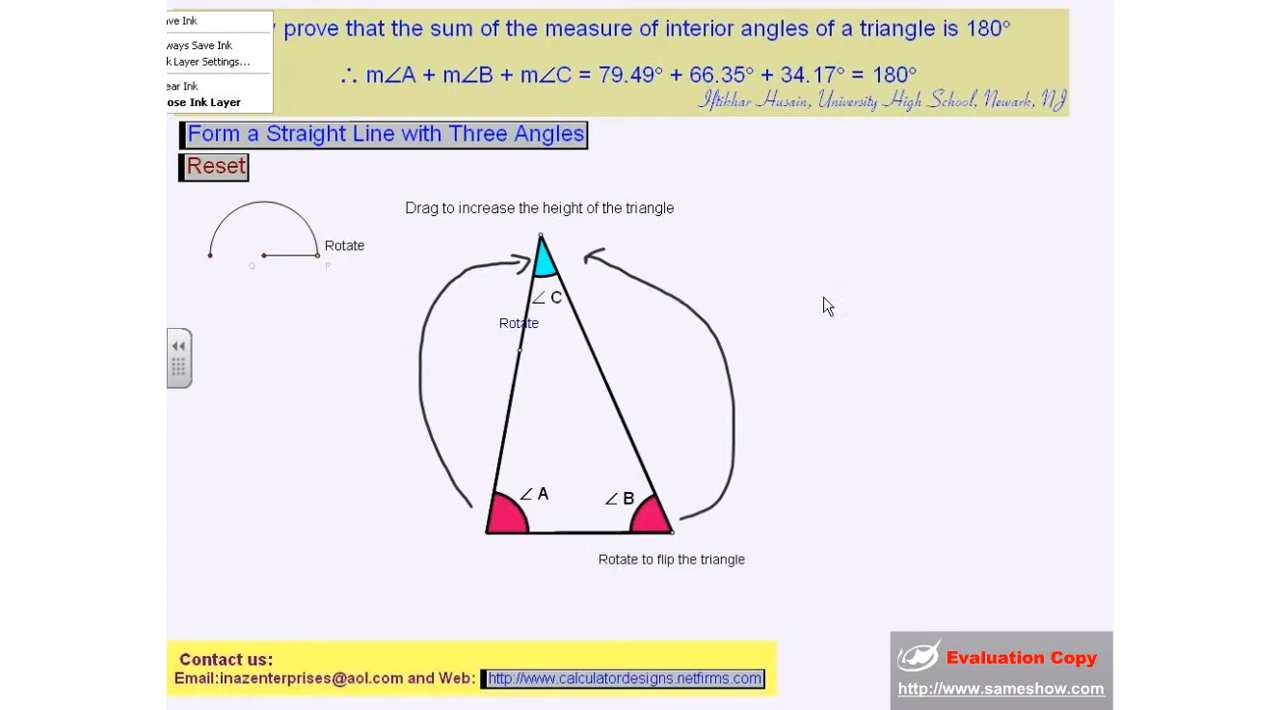 ve Ink
ways Save Ink
k Layer Settings...
ear Ink
ose Ink Layer
prove that the sum of the measure of interior angles of a triangle is 180°
∴ m∠A + m∠B + m∠C = 79.49° + 66.35° + 34.17° = 180°
Iftikhar Husain, University High School, Newark, NJ
Form a Straight Line with Three Angles
Reset
Drag to increase the height of the triangle
Rotate
Q P
∠ C
Rotate
∠ A ∠ B
Rotate to flip the triangle
Contact us:
Email:inazenterprises@aol.com and Web: http://www.calculatordesigns.netfirms.com
Evaluation Copy
http://www.sameshow.com